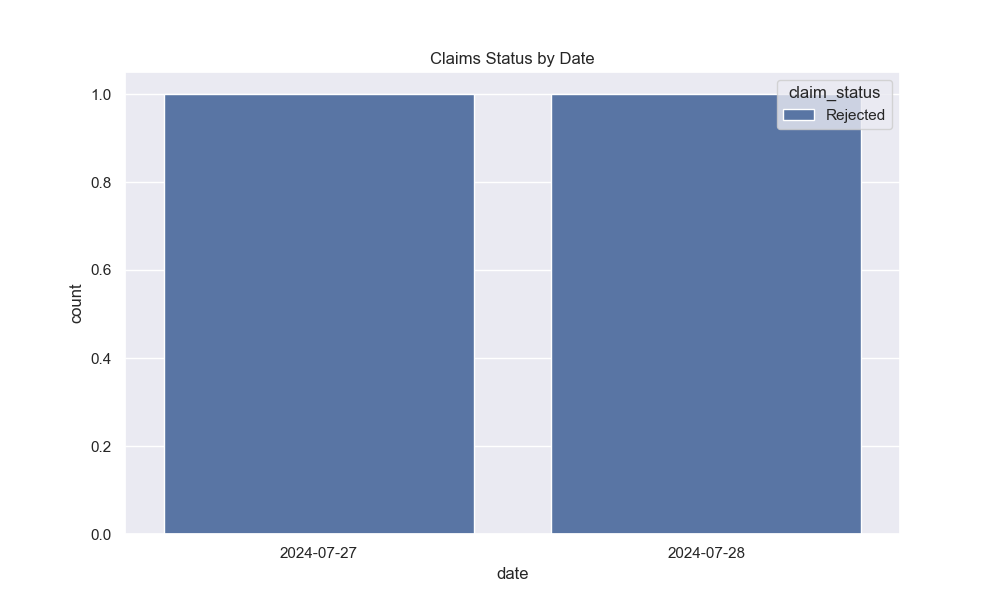 Claims Status by Date
claim_status
Rejected
1.0
0.8
0.6
0.4
0.2
0.0
count
2024-07-27
2024-07-28
date